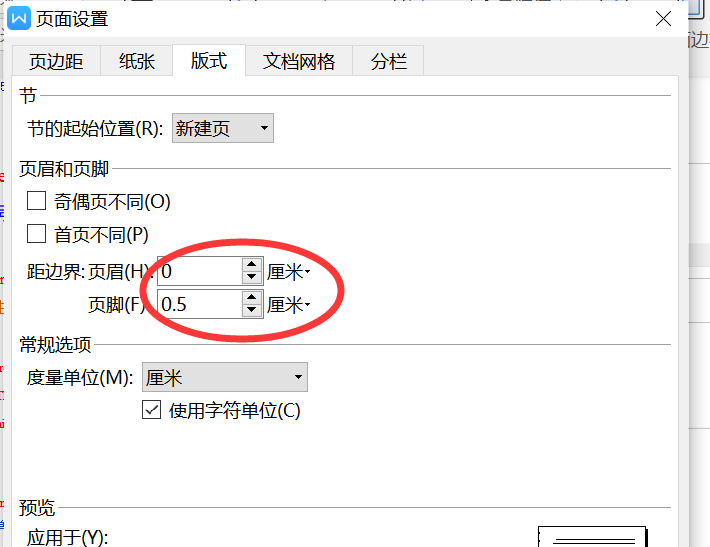 页面设置
页边距 纸张 版式 文档网格 分栏
节
节的起始位置(R): 新建页
页眉和页脚
奇偶页不同(O)
首页不同(P)
距边界: 页眉(H): 0 厘米
页脚(F) 0.5 厘米
常规选项
度量单位(M): 厘米
使用字符单位(C)
预览
应用于(Y):